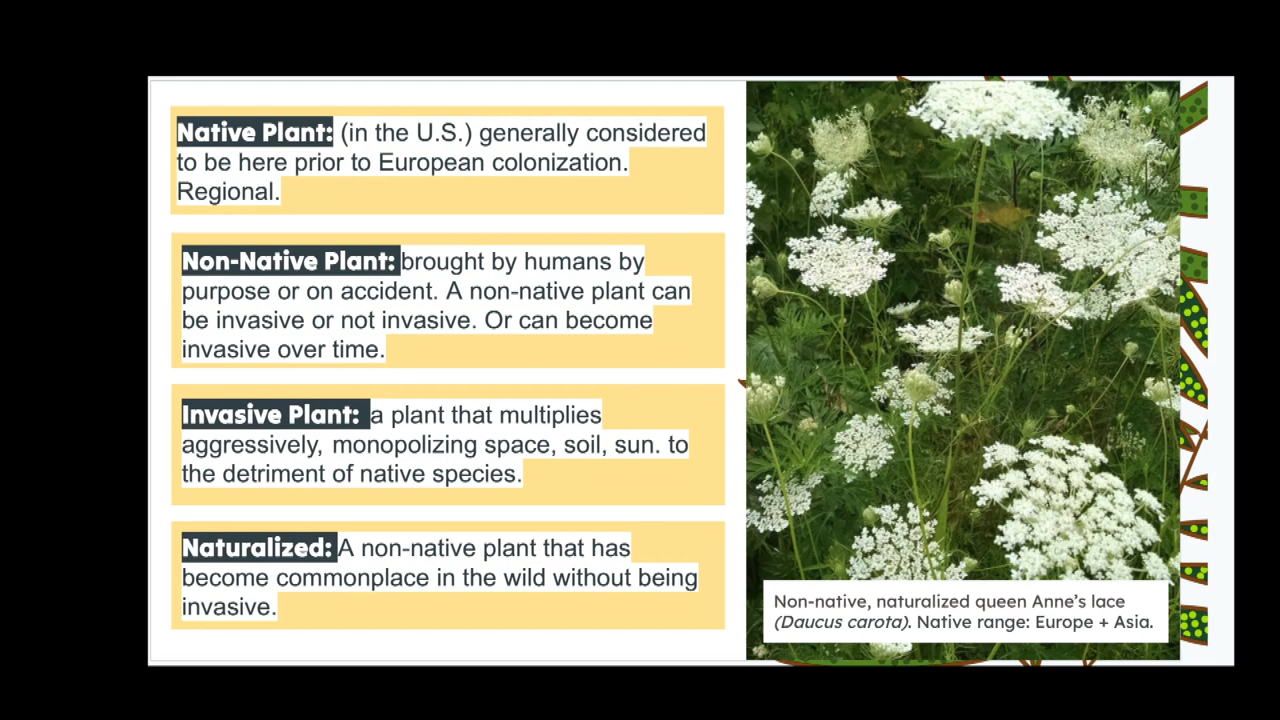 Native Plant: (in the U.S.) generally considered
to be here prior to European colonization.
Regional.
Non-Native Plant: brought by humans by
purpose or on accident. A non-native plant can
be invasive or not invasive. Or can become
invasive over time.
Invasive Plant: a plant that multiplies
aggressively, monopolizing space, soil, sun. to
the detriment of native species.
Naturalized: A non-native plant that has
become commonplace in the wild without being
invasive.
Non-native, naturalized queen Anne’s lace
(Daucus carota). Native range: Europe + Asia.